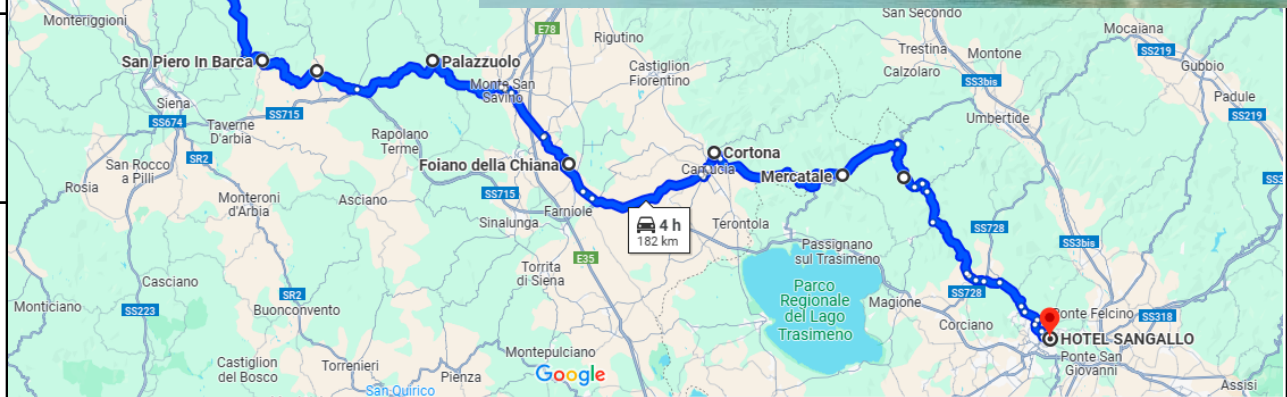 Monteriggioni
San Secondo
Mocaiana
E78
Rigutino
Trestina
SS219
Montone
San Piero In Barca
Palazzuolo
Castiglion
Fiorentino
Calzolaro
Gubbio
SS3bis
Monte San
Savino
Padule
Siena
SS715
Umbertide
SS219
SS674
Taverne
D'arbia
Rapolano
Terme
Cortona
San Rocco
a Pilli
SR2
Foiano della Chiana
Camucia
Mercatale
Rosia
Monteroni
d'Arbia
Asciano
SS715
Sinalunga
Farniole
4 h
182 km
Terontola
SS728
SS3bis
E35
Passignano
sul Trasimeno
Torrita
di Siena
Casciano
SR2
Parco
Regionale
del Lago
Trasimeno
SS728
Monticiano
SS223
Buonconvento
Magione
Ponte Felcino
SS318
Corciano
HOTEL SANGALLO
Montepulciano
Ponte San
Giovanni
Castiglion
del Bosco
Torrenieri
Pienza
Google
Assisi
San Quirico